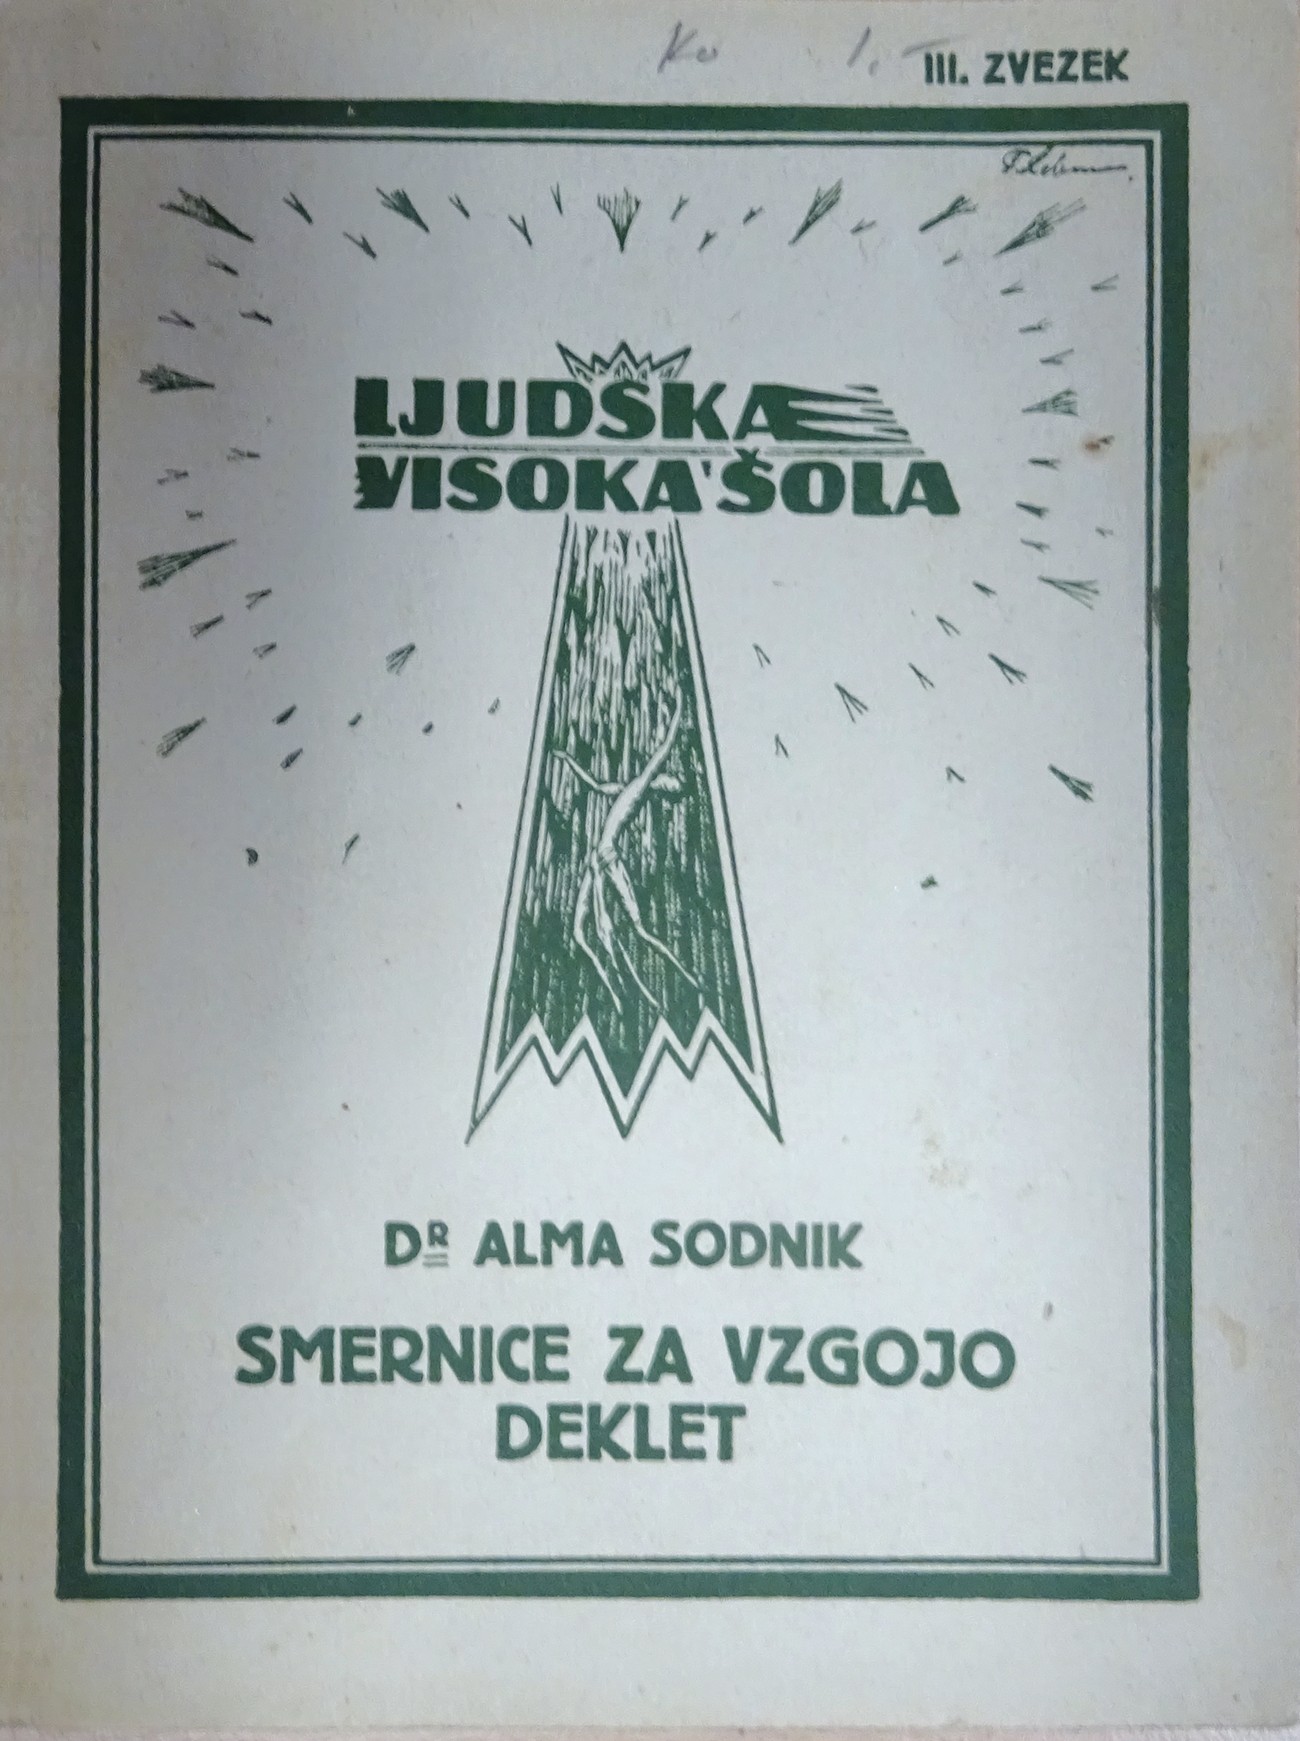 III. ZVEZEK
LJUDSKA
VISOKA ŠOLA
DR ALMA SODNIK
SMERNICE ZA VZGOJO
DEKLET